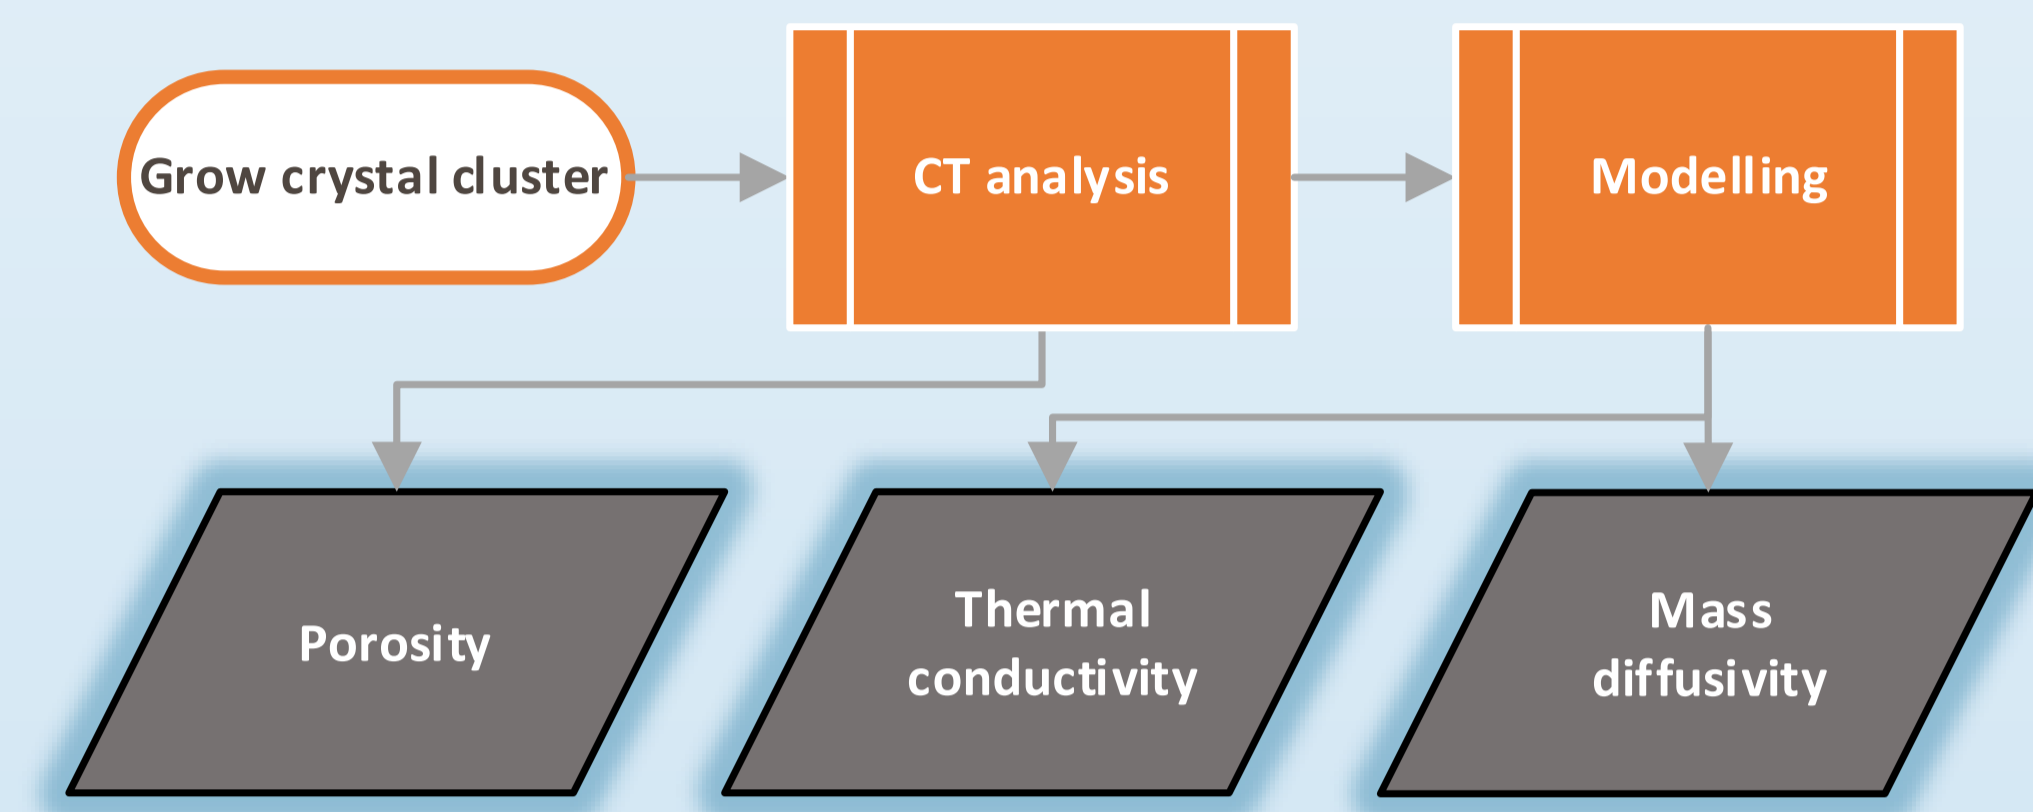 Grow crystal cluster
CT analysis
Modelling
Porosity
Thermal
conductivity
Mass
diffusivity